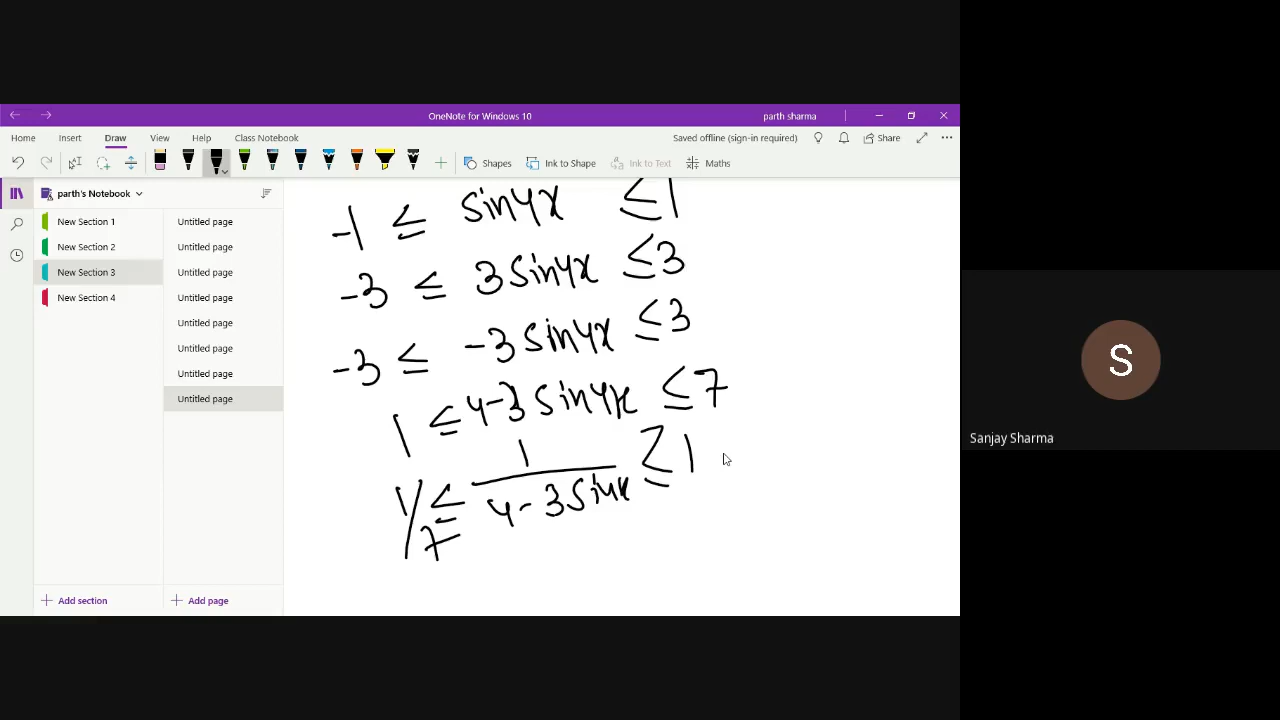 OneNote for Windows 10
parth sharma
Home Insert Draw View Help Class Notebook
Saved offline (sign-in required)
Share
Shapes Ink to Shape Ink to Text Maths
parth's Notebook
New Section 1
New Section 2
New Section 3
New Section 4
Untitled page
Untitled page
Untitled page
Untitled page
Untitled page
Untitled page
Untitled page
Untitled page
Add section
Add page
-1 ≤ sin4x ≤1
-3 ≤ 3sin4x ≤3
-3 ≤ -3sin4x ≤3
1 ≤ 4-3sin4x ≤7
1/7 ≤ 1/(4-3sin4x) ≤ 1
S
Sanjay Sharma